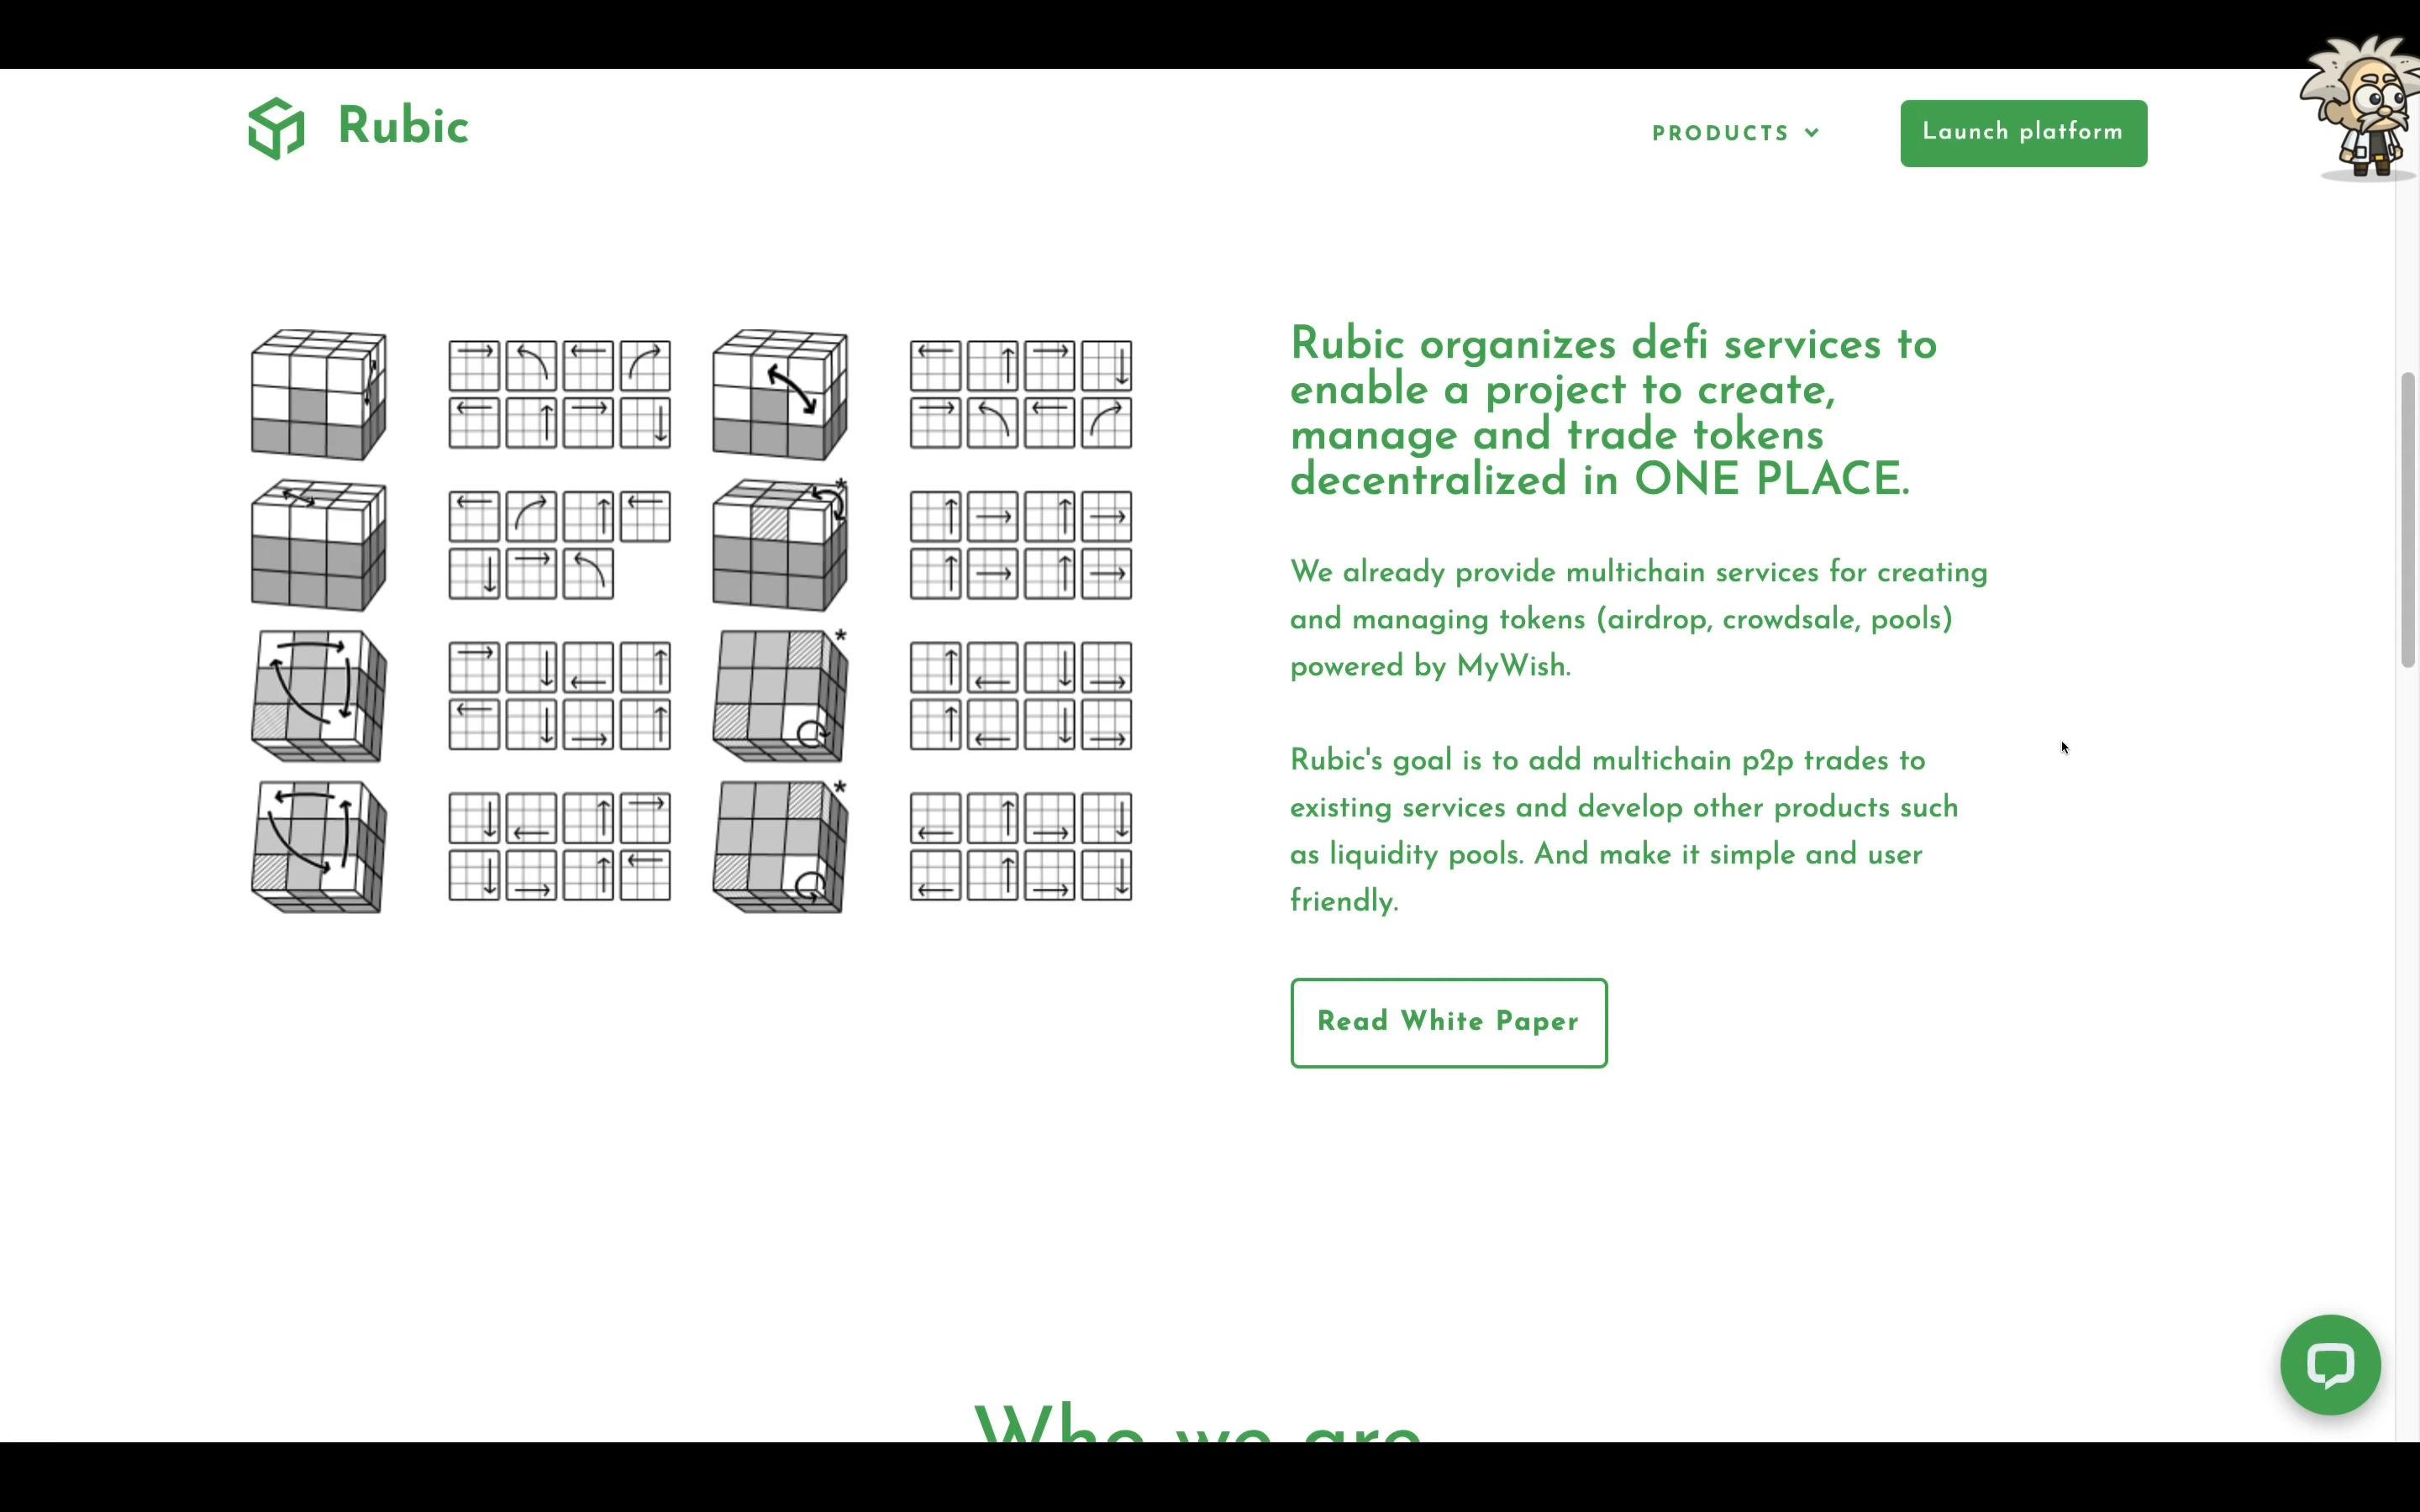 Rubic
PRODUCTS
Launch platform
Rubic organizes defi services to
enable a project to create,
manage and trade tokens
decentralized in ONE PLACE.
We already provide multichain services for creating
and managing tokens (airdrop, crowdsale, pools)
powered by MyWish.
Rubic's goal is to add multichain p2p trades to
existing services and develop other products such
as liquidity pools. And make it simple and user
friendly.
Read White Paper
Who we are